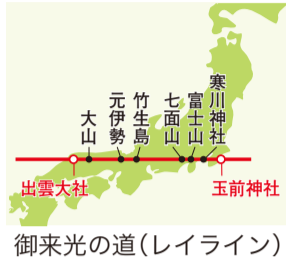 寒川神社
富士山
七面山
竹生島
元伊勢
大山
出雲大社
玉前神社
御来光の道(レイライン)